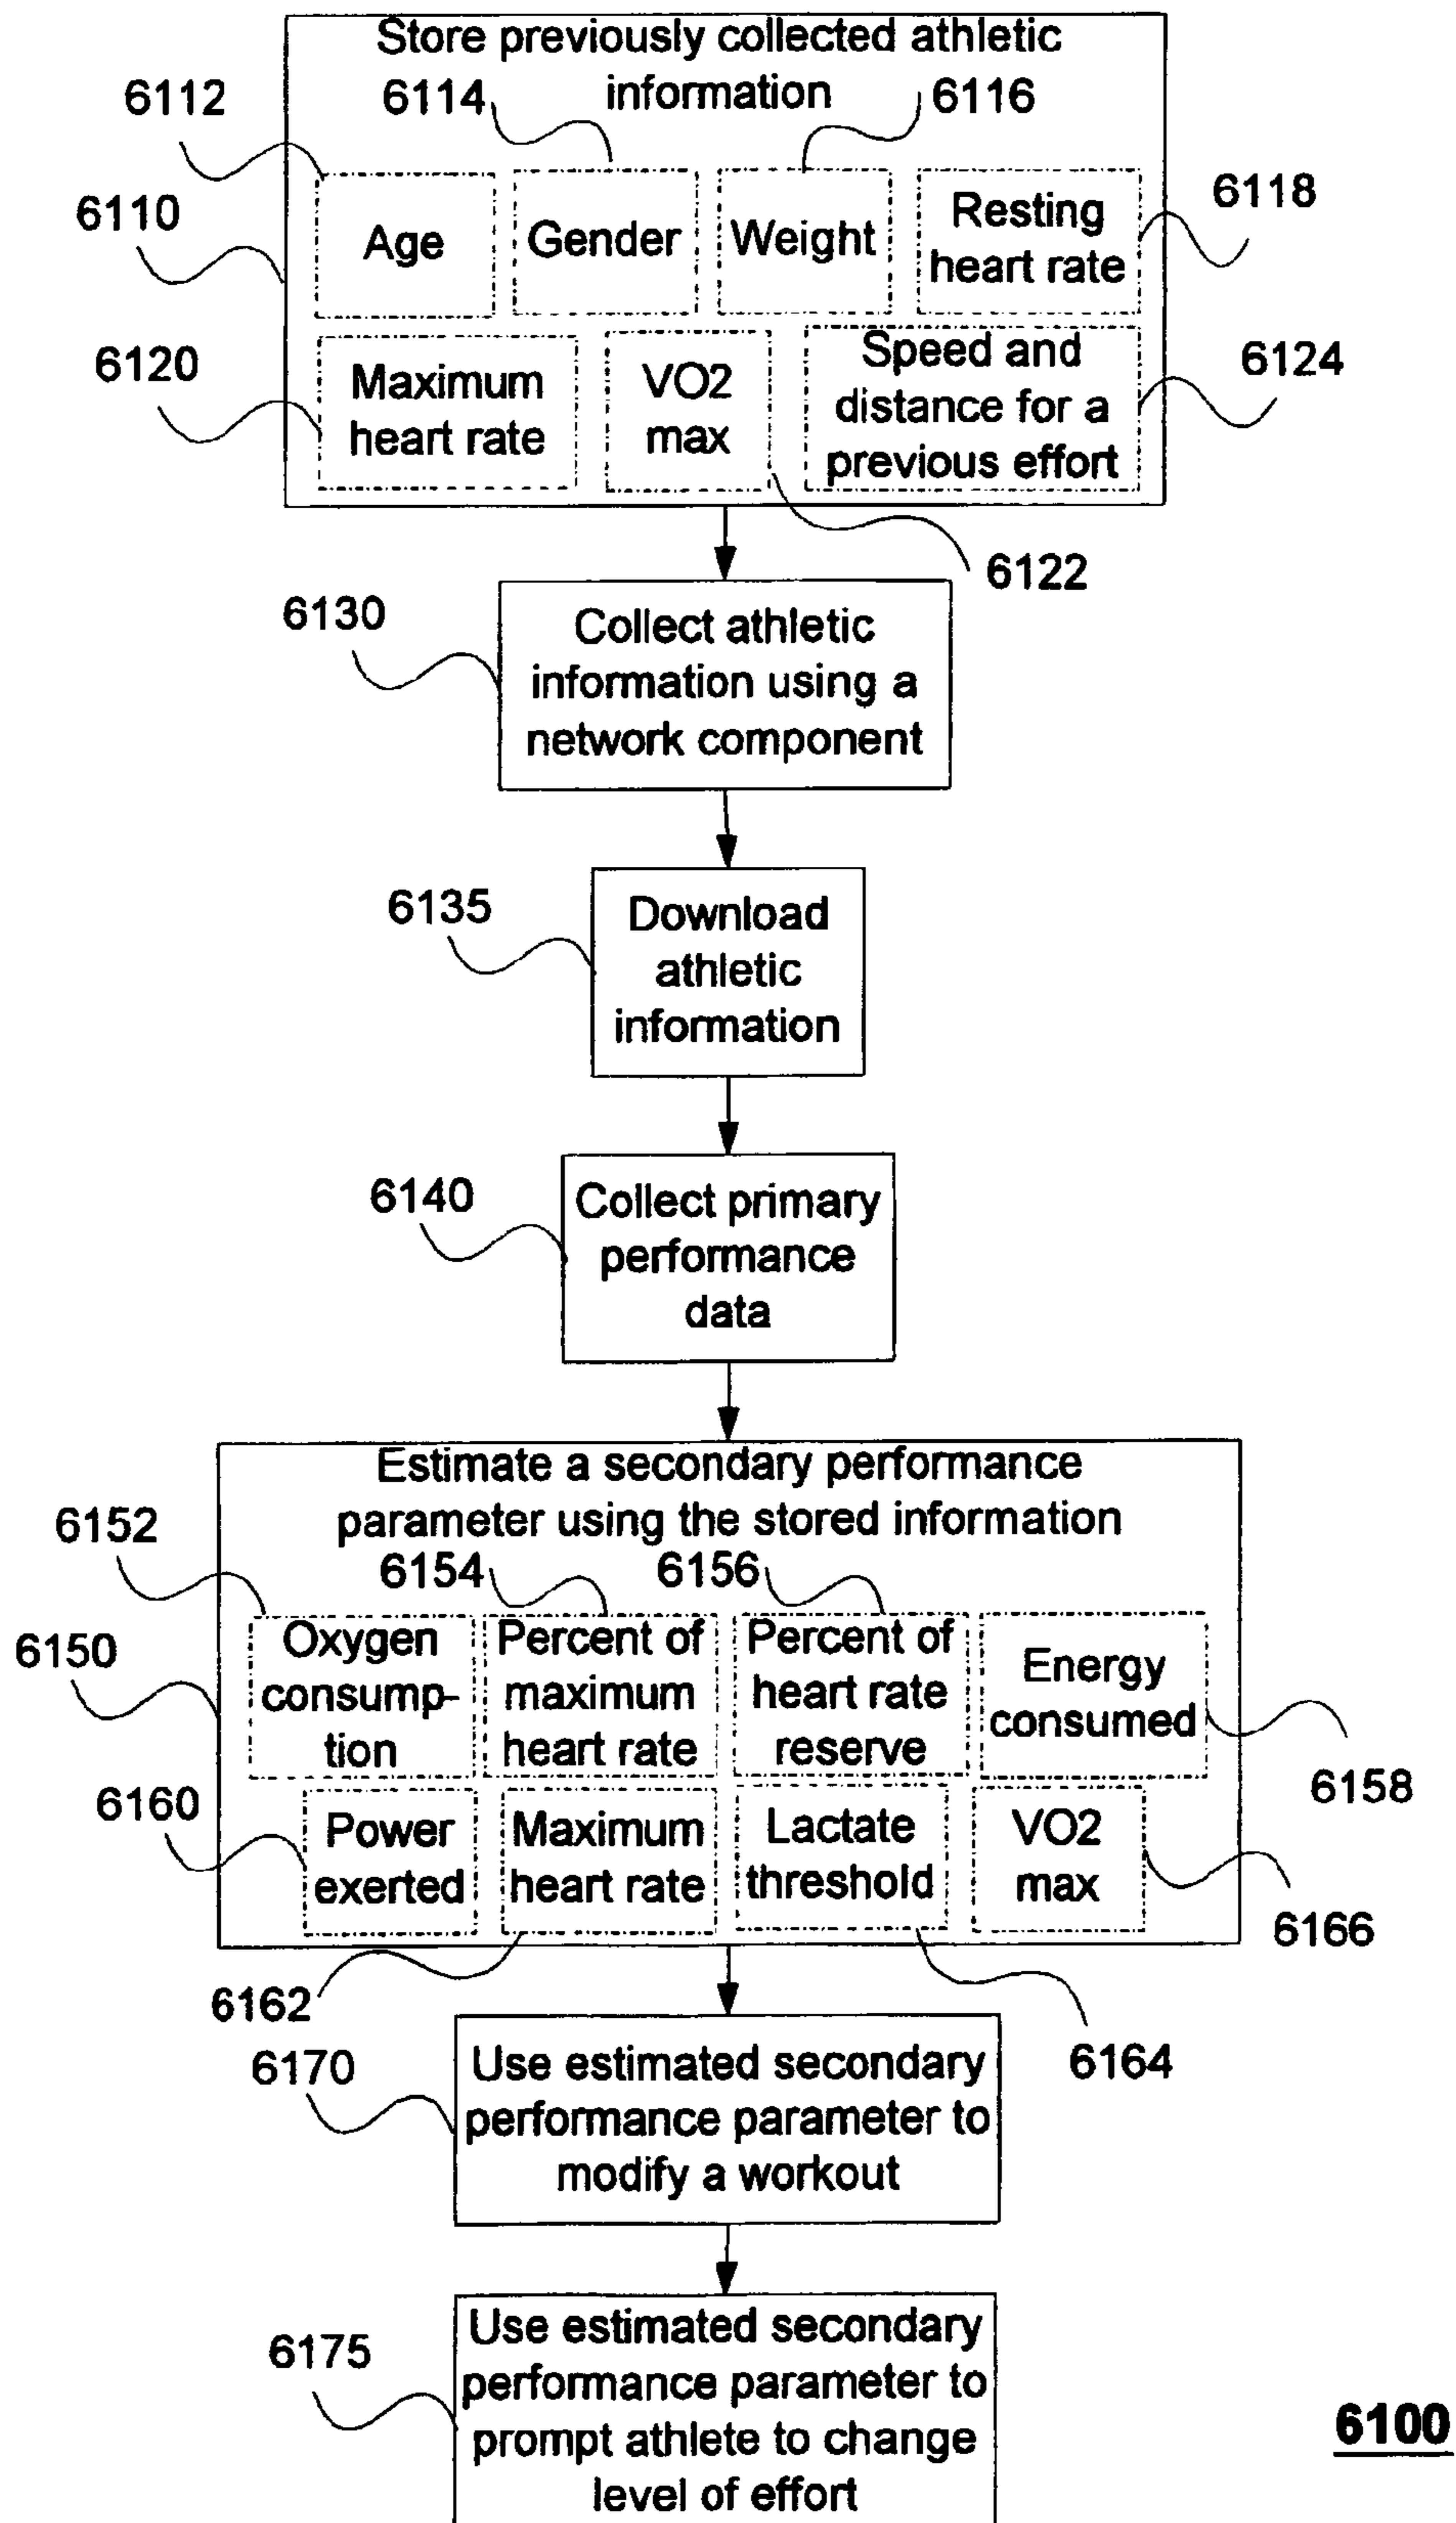 Store previously collected athletic
information
6112
6114
6116
6110
Age
Gender
Weight
Resting
heart rate
6118
6120
Maximum
heart rate
VO2
max
Speed and
distance for a
previous effort
6124
6122
6130
Collect athletic
information using a
network component
6135
Download
athletic
information
6140
Collect primary
performance
data
Estimate a secondary performance
parameter using the stored information
6152
6154
6156
6150
Oxygen
consump-
tion
Percent of
maximum
heart rate
Percent of
heart rate
reserve
Energy
consumed
6158
6160
Power
exerted
Maximum
heart rate
Lactate
threshold
VO2
max
6166
6162
6164
6170
Use estimated secondary
performance parameter to
modify a workout
6175
Use estimated secondary
performance parameter to
prompt athlete to change
level of effort
6100